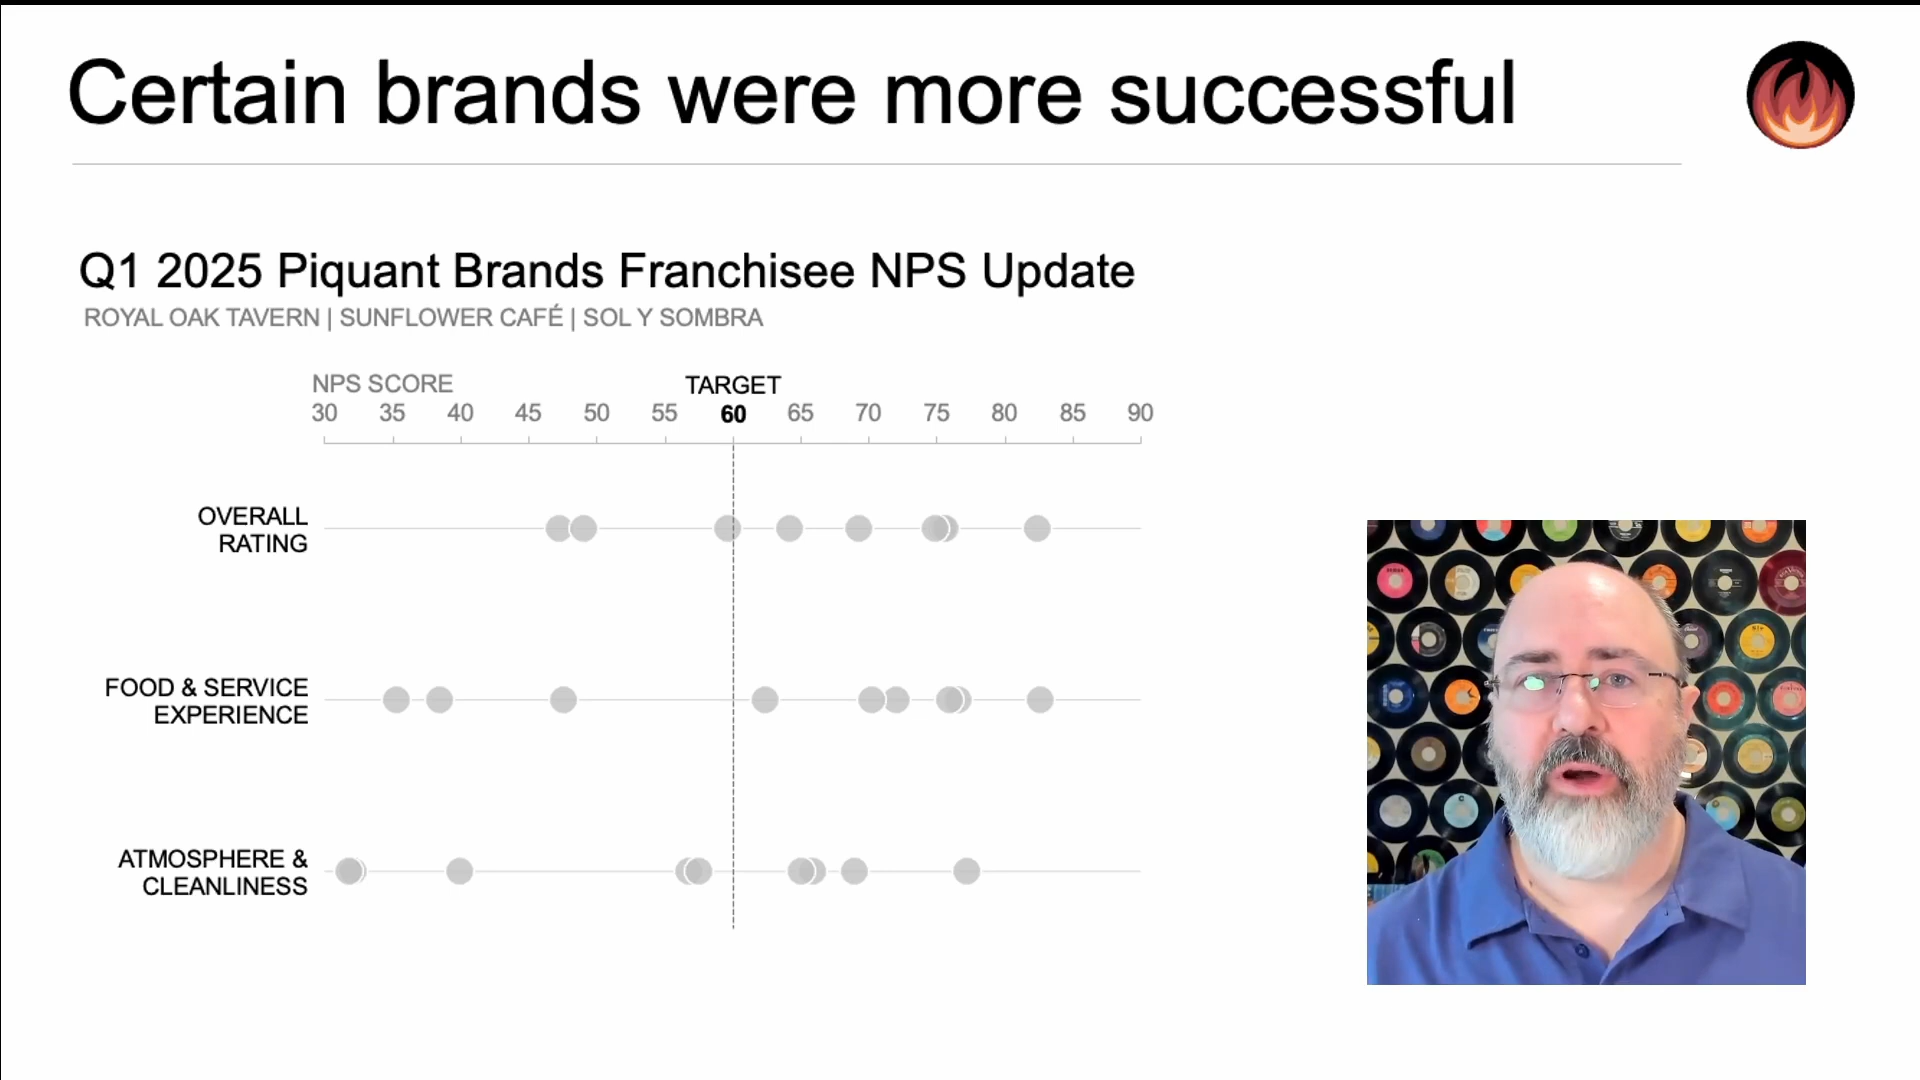 Certain brands were more successful
Q1 2025 Piquant Brands Franchisee NPS Update
ROYAL OAK TAVERN | SUNFLOWER CAFÉ | SOL Y SOMBRA
NPS SCORE
TARGET
30 35 40 45 50 55 60 65 70 75 80 85 90
OVERALL
RATING
FOOD & SERVICE
EXPERIENCE
ATMOSPHERE &
CLEANLINESS